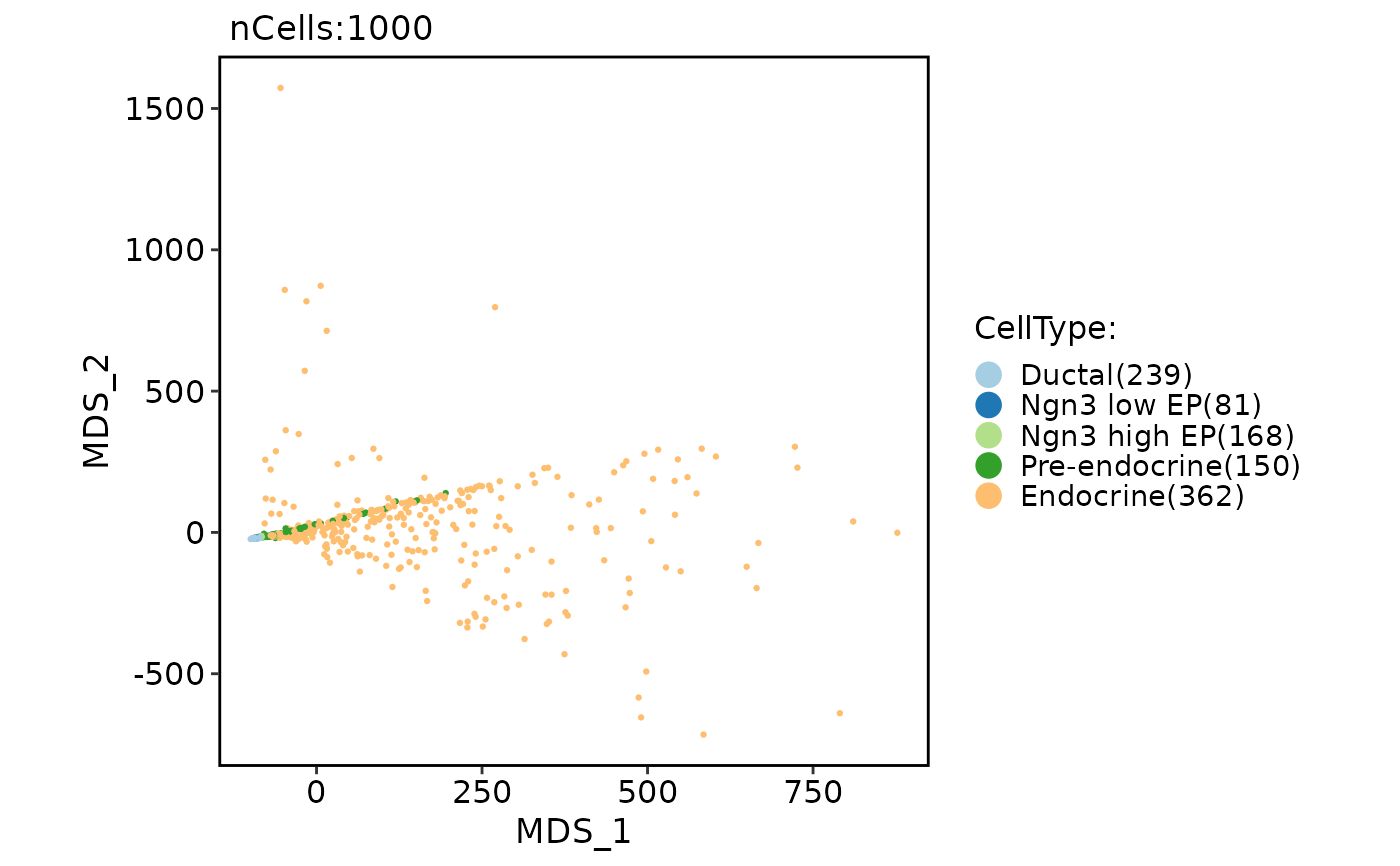 nCells:1000
1500
1000
500
0
-500
MDS_2
0 250 500 750
MDS_1
CellType:
Ductal(239)
Ngn3 low EP(81)
Ngn3 high EP(168)
Pre-endocrine(150)
Endocrine(362)